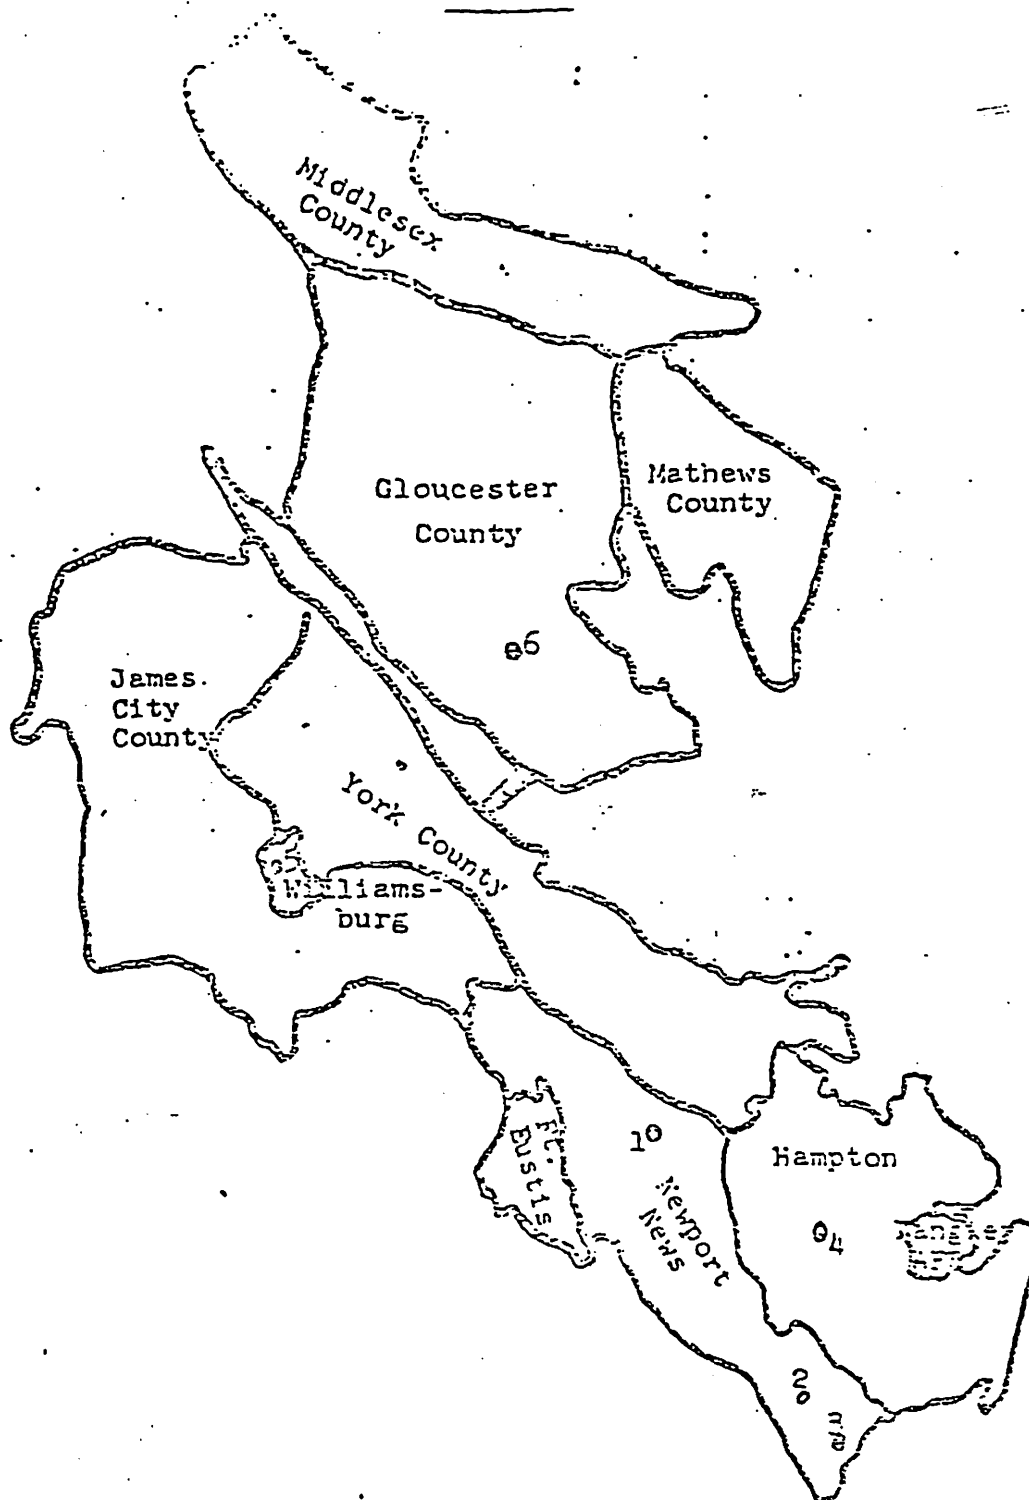 Middlesex
County
Gloucester
County
Mathews
County
6
James
City
County
York County
Williams-
burg
Ft.
Eustis
1
Newport
News
Hampton
4
2